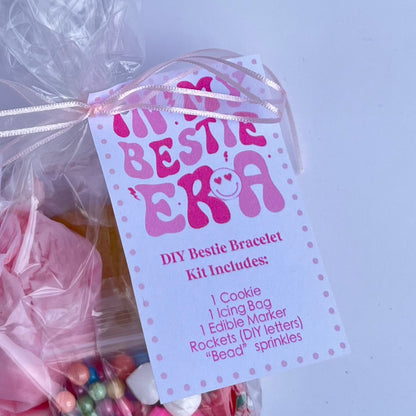 IN MY
BESTIE
ERA
DIY Bestie Bracelet
Kit Includes:
1 Cookie
1 Icing Bag
1 Edible Marker
Rockets (DIY letters)
"Bead" sprinkles